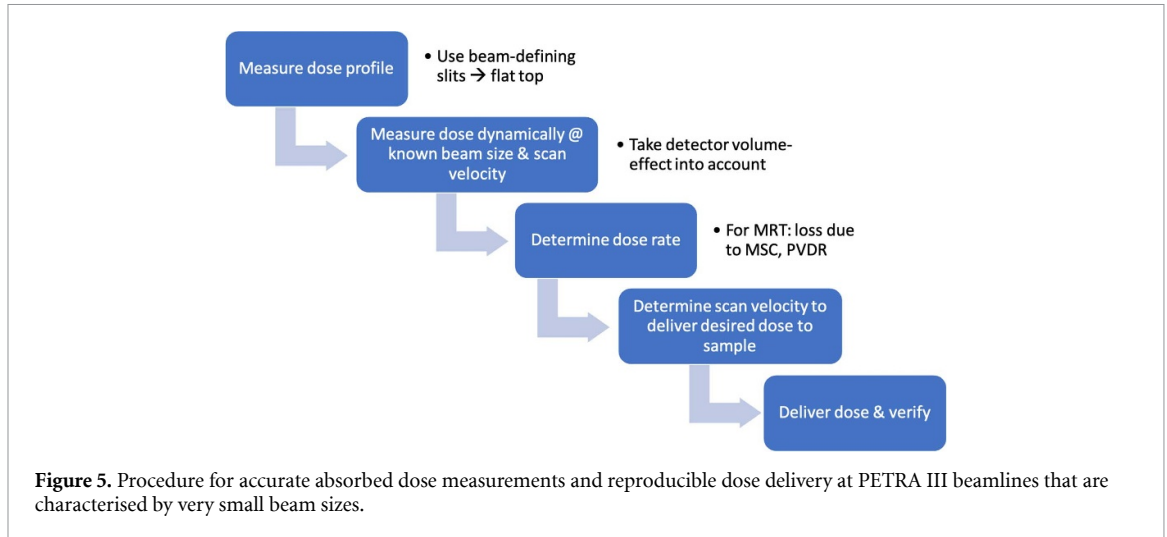 Measure dose profile
• Use beam-defining
slits → flat top
Measure dose dynamically @
known beam size & scan
velocity
• Take detector volume-
effect into account
Determine dose rate
• For MRT: loss due
to MSC, PVDR
Determine scan velocity to
deliver desired dose to
sample
Deliver dose & verify
Figure 5. Procedure for accurate absorbed dose measurements and reproducible dose delivery at PETRA III beamlines that are
characterised by very small beam sizes.